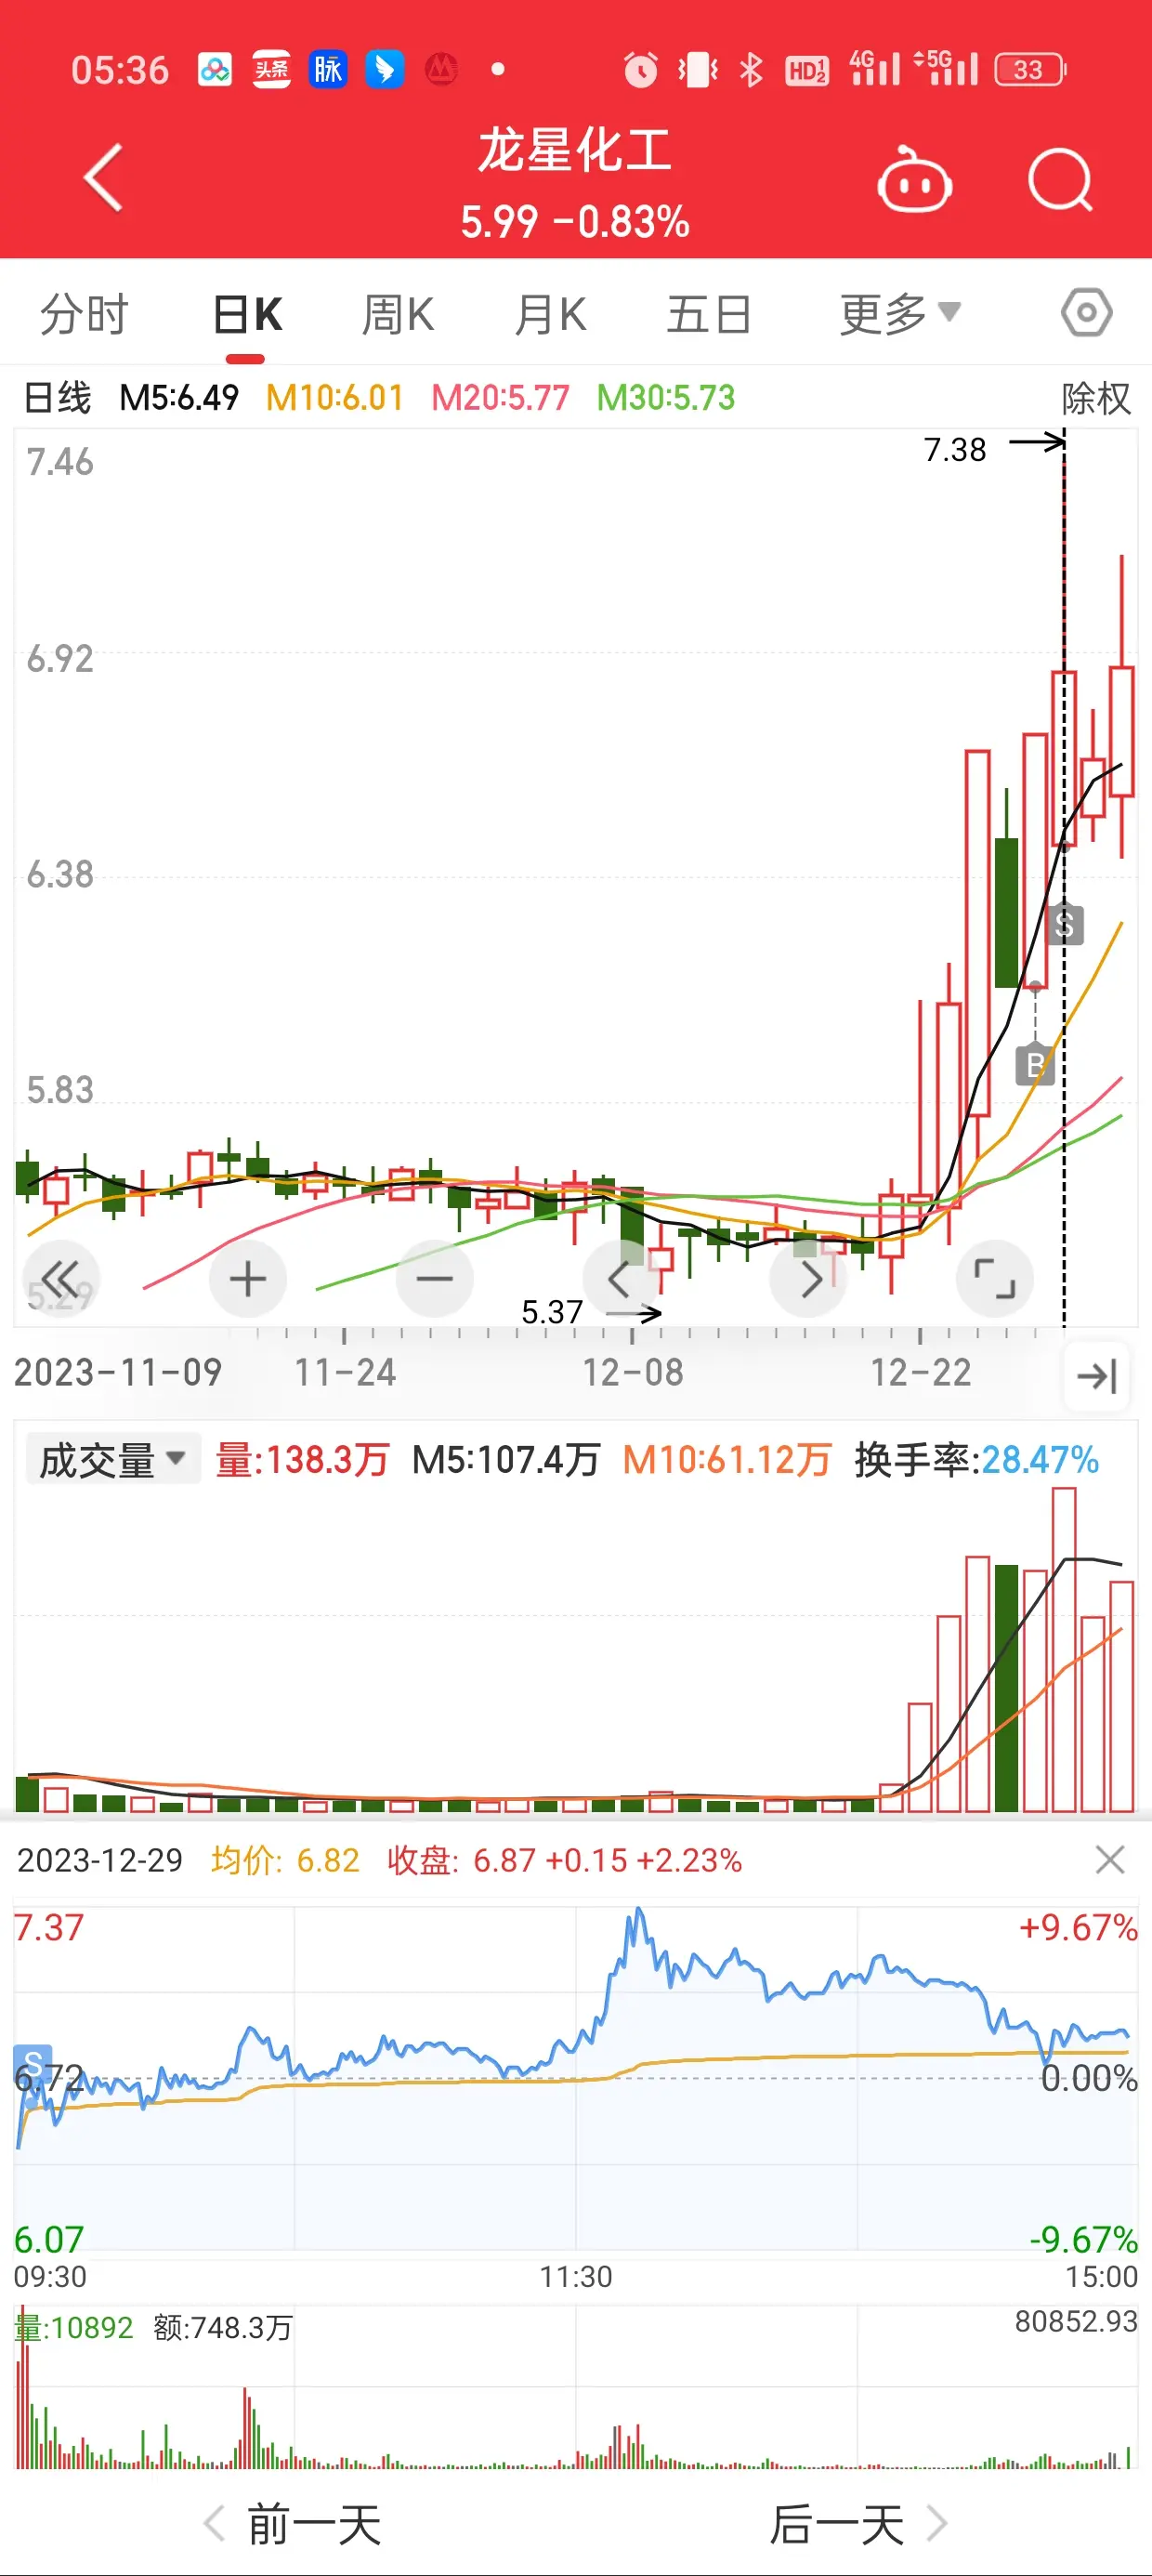 05:36 头条 脉 HD 1 2 4G 5G 33
龙星化工
5.99 -0.83%
分时 日K 周K 月K 五日 更多
日线 M5:6.49 M10:6.01 M20:5.77 M30:5.73 除权
7.46
7.38
6.92
6.38
S
B
5.83
5.29
5.37
2023-11-09 11-24 12-08 12-22
成交量 量:138.3万 M5:107.4万 M10:61.12万 换手率:28.47%
2023-12-29 均价: 6.82 收盘: 6.87 +0.15 +2.23%
7.37 +9.67%
S
6.72 0.00%
6.07 -9.67%
09:30 11:30 15:00
量:10892 额:748.3万 80852.93
前一天 后一天